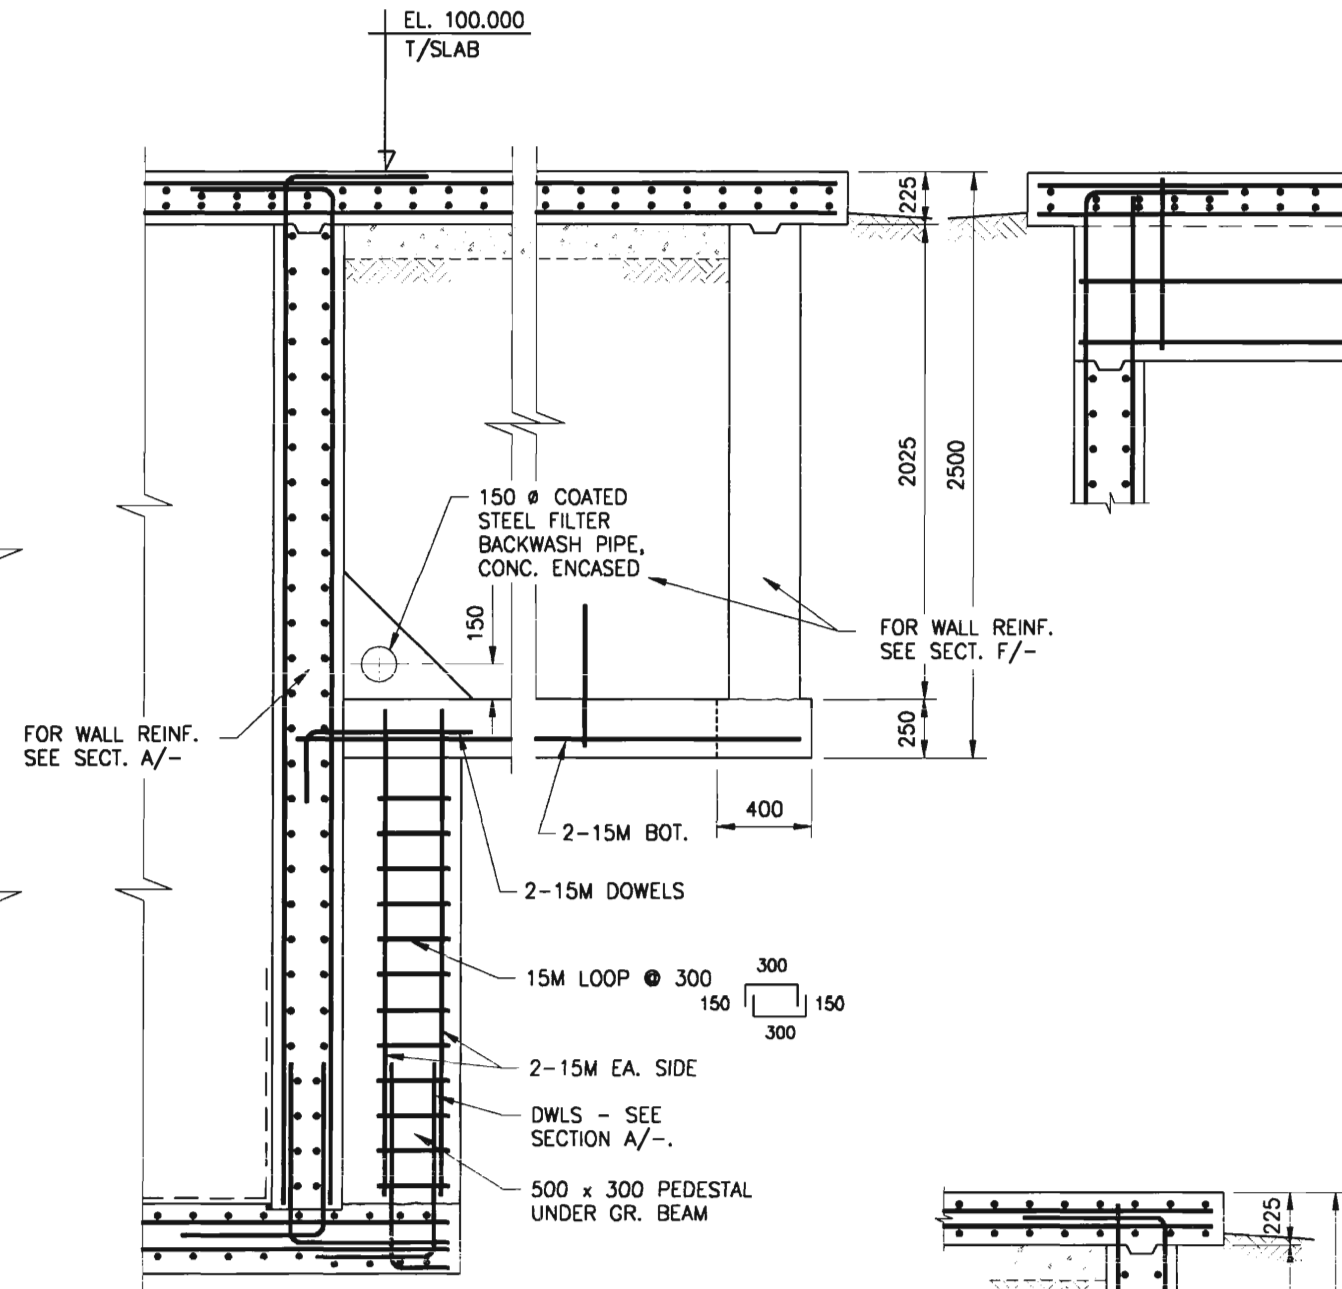 EL. 100.000
T/SLAB
225
2025
2500
150 ø COATED
STEEL FILTER
BACKWASH PIPE,
CONC. ENCASED
150
FOR WALL REINF.
SEE SECT. F/-
FOR WALL REINF.
SEE SECT. A/-
250
400
2-15M BOT.
2-15M DOWELS
15M LOOP @ 300
300
150
150
300
2-15M EA. SIDE
DWLS - SEE
SECTION A/-.
500 x 300 PEDESTAL
UNDER GR. BEAM
225